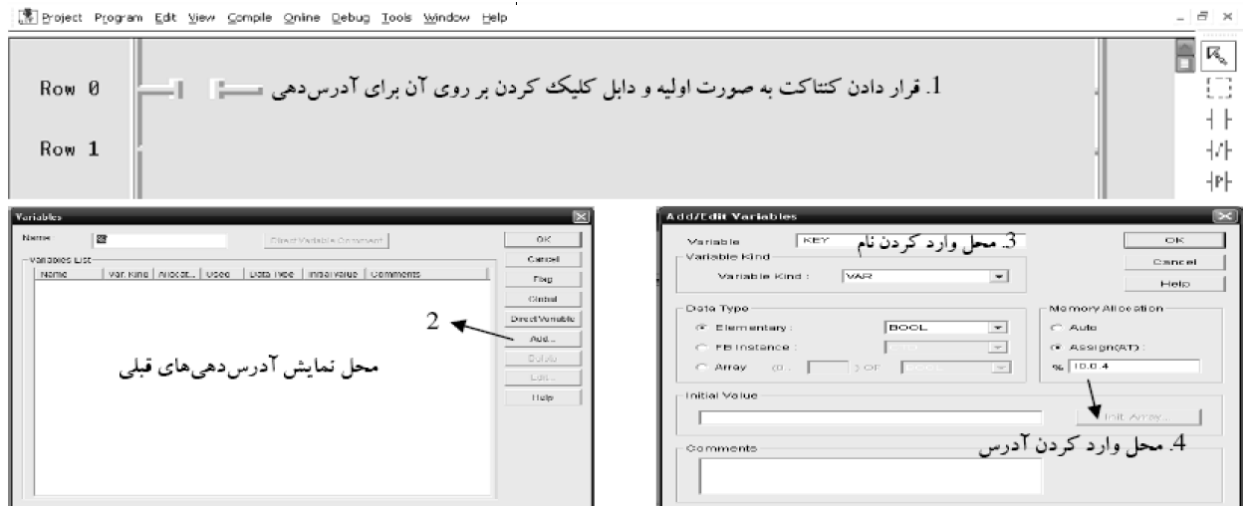 Project Program Edit View Compile Online Debug Tools Window Help
Row 0
1. قرار دادن کنتاکت به صورت اولیه و دابل کلیک کردن بر روی آن برای آدرس‌دهی
Row 1
Variables
Name
Direct Variable Comment
OK
Variables List
Cancel
Name Var. Kind Allocat... Used Data Type Initial Value Comments
Flag
Global
Direct Variable
2
Add...
Delete
Edit...
Help
محل نمایش آدرس‌دهی‌های قبلی
Add/Edit Variables
Variable KEY
3. محل وارد کردن نام
OK
Variable Kind
Cancel
Variable Kind : VAR
Help
Data Type
Memory Allocation
Elementary : BOOL
Auto
FB Instance :
Assign(AT) :
Array (0.. ) OF BOOL
% I0.0.4
Initial Value
Init. Array...
4. محل وارد کردن آدرس
Comments